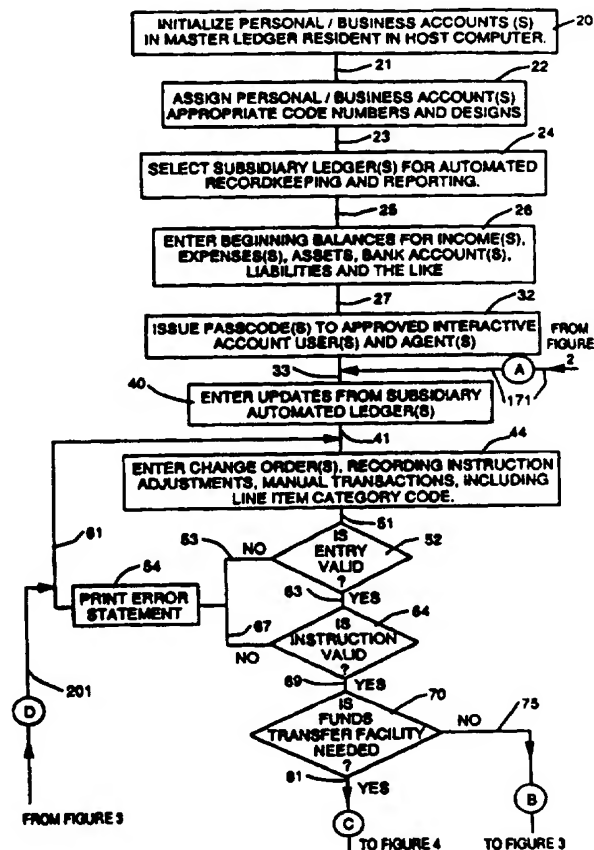 INITIALIZE PERSONAL / BUSINESS ACCOUNTS (S)
IN MASTER LEDGER RESIDENT IN HOST COMPUTER.
20
21
22
ASSIGN PERSONAL / BUSINESS ACCOUNT(S)
APPROPRIATE CODE NUMBERS AND DESIGNS
23
24
SELECT SUBSIDIARY LEDGER(S) FOR AUTOMATED
RECORDKEEPING AND REPORTING.
25
26
ENTER BEGINNING BALANCES FOR INCOME(S),
EXPENSES(S), ASSETS, BANK ACCOUNT(S),
LIABILITIES AND THE LIKE
27
32
ISSUE PASSCODE(S) TO APPROVED INTERACTIVE
ACCOUNT USER(S) AND AGENT(S)
FROM
FIGURE
2
33
A
171
40
ENTER UPDATES FROM SUBSIDIARY
AUTOMATED LEDGER(S)
41
44
ENTER CHANGE ORDER(S), RECORDING INSTRUCTION
ADJUSTMENTS, MANUAL TRANSACTIONS, INCLUDING
LINE ITEM CATEGORY CODE.
61
51
53
NO
IS
ENTRY
VALID
?
52
54
PRINT ERROR
STATEMENT
63
YES
64
67
NO
IS
INSTRUCTION
VALID
?
69
YES
70
201
IS
FUNDS
TRANSFER FACILITY
NEEDED
?
NO
75
D
81
YES
B
FROM FIGURE 3
C
TO FIGURE 4
TO FIGURE 3